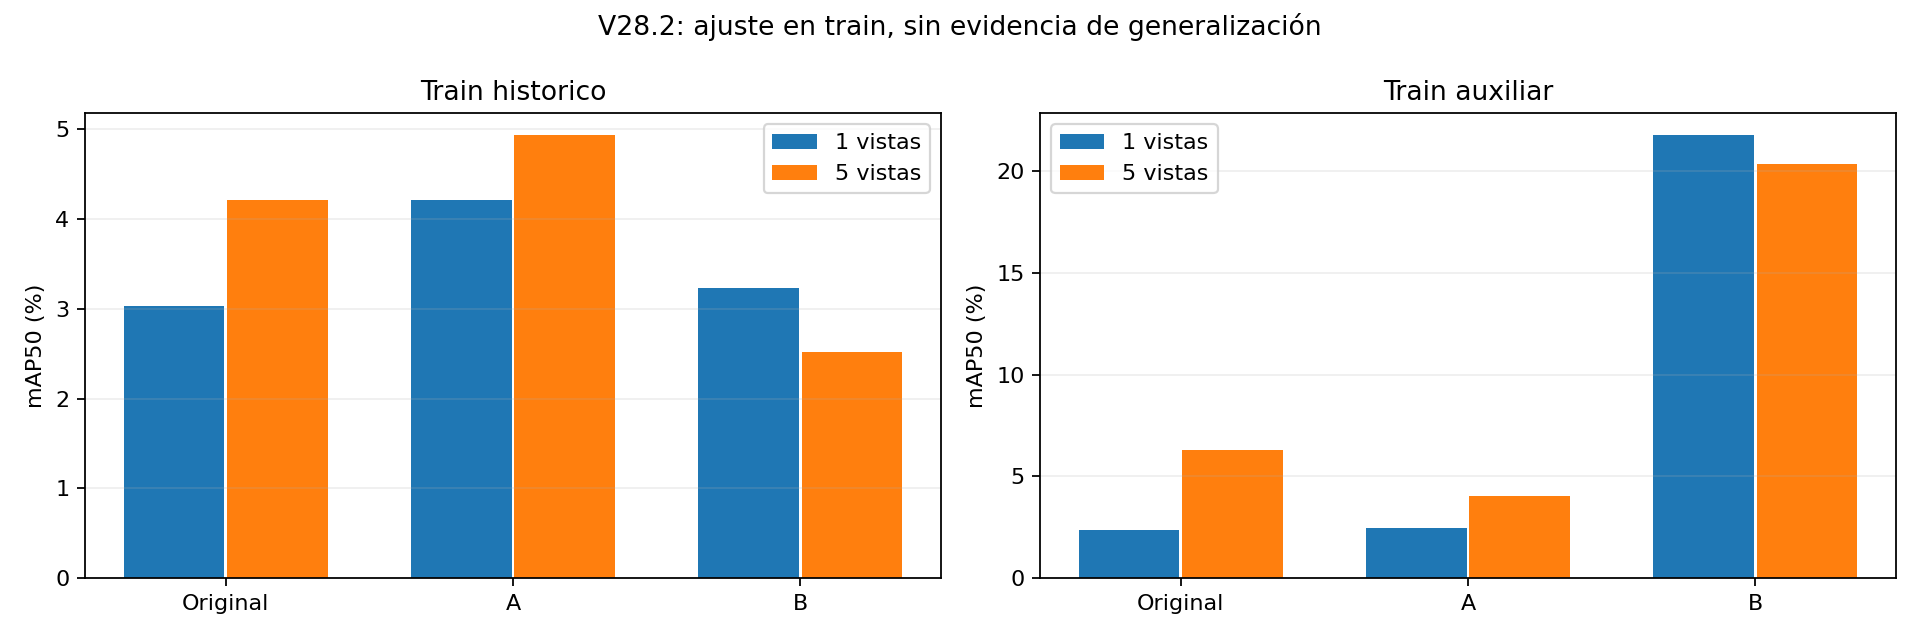 V28.2: ajuste en train, sin evidencia de generalización
Train historico
mAP50 (%)
5
4
3
2
1
0
1 vistas
5 vistas
Original
A
B
Train auxiliar
mAP50 (%)
20
15
10
5
0
1 vistas
5 vistas
Original
A
B